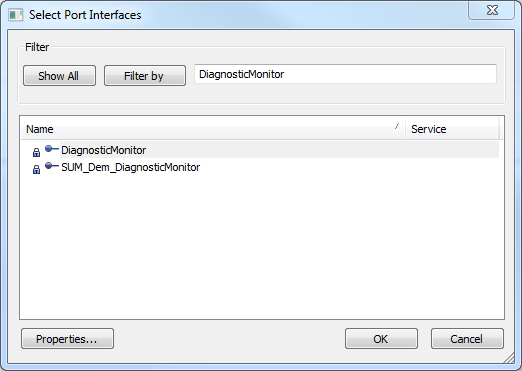 Select Port Interfaces
Filter
Show All
Filter by
DiagnosticMonitor
Name
Service
DiagnosticMonitor
SUM_Dem_DiagnosticMonitor
Properties...
OK
Cancel